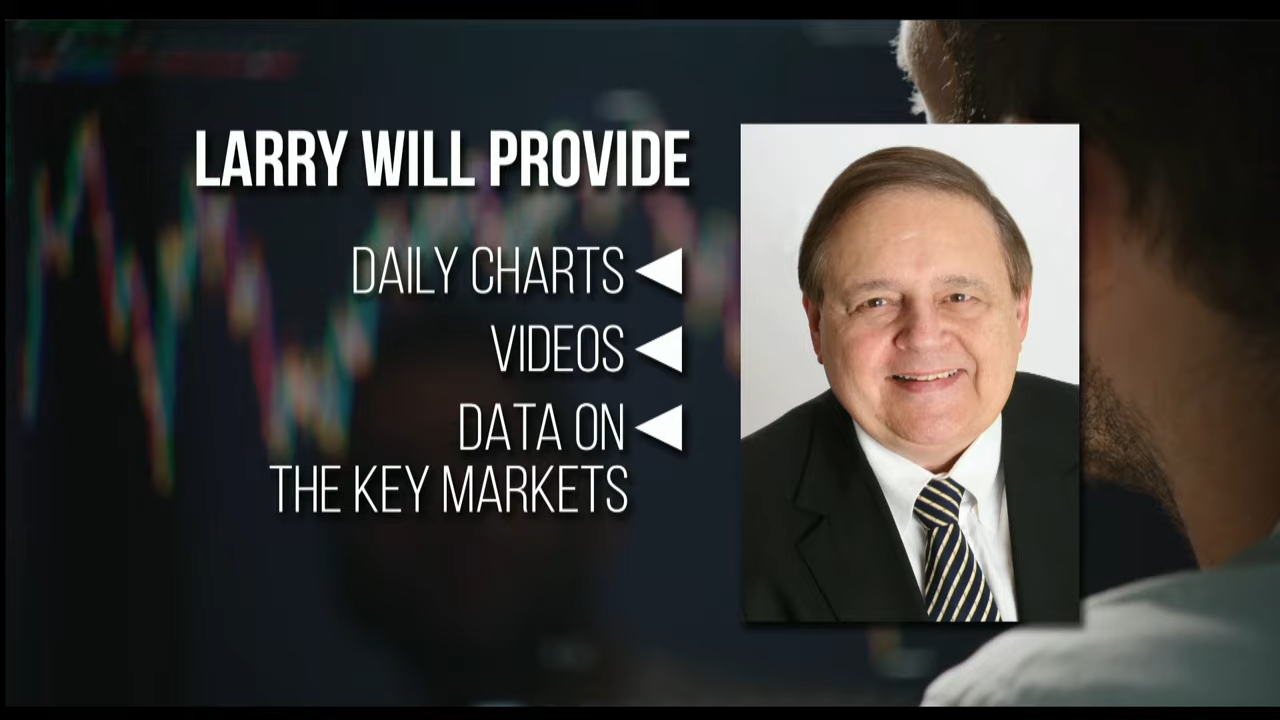 LARRY WILL PROVIDE
DAILY CHARTS
VIDEOS
DATA ON
THE KEY MARKETS